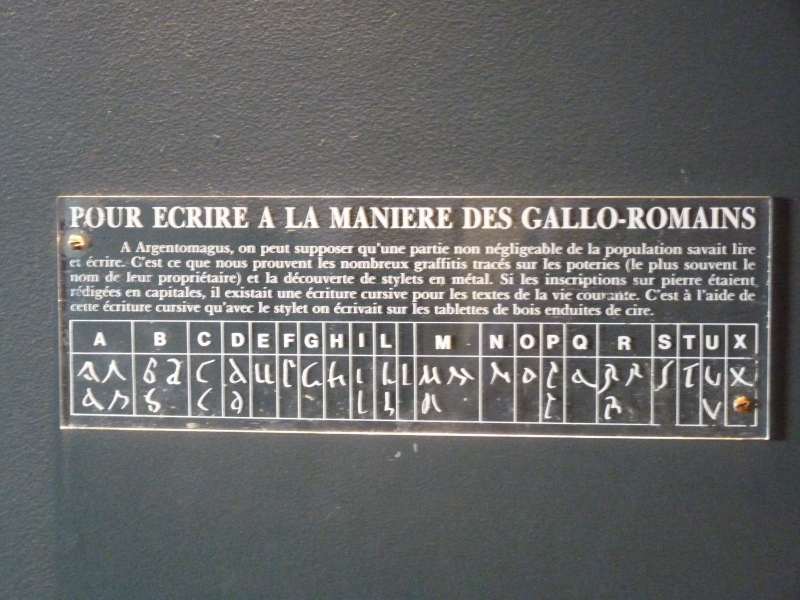 POUR ECRIRE A LA MANIERE DES GALLO-ROMAINS
A Argentomagus, on peut supposer qu'une partie non négligeable de la population savait lire
et écrire. C'est ce que nous prouvent les nombreux graffitis tracés sur les poteries (le plus souvent le
nom de leur propriétaire) et la découverte de stylets en métal. Si les inscriptions sur pierre étaient
rédigées en capitales, il existait une écriture cursive pour les textes de la vie courante. C'est à l'aide de
cette écriture cursive qu'avec le stylet on écrivait sur les tablettes de bois enduites de cire.
A B C D E F G H I L M N O P Q R S T U X